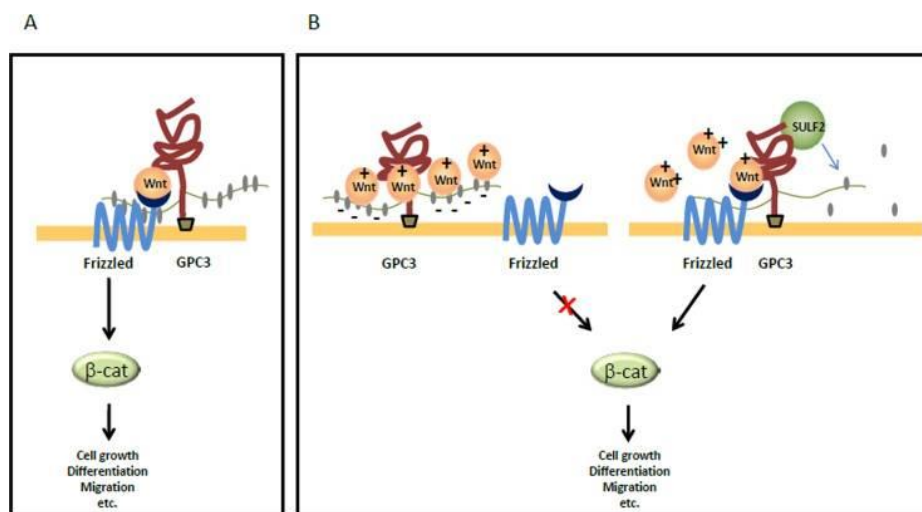 A
B
Wnt
Frizzled
GPC3
β-cat
Cell growth
Differentiation
Migration
etc.
+ + + +
Wnt Wnt Wnt Wnt
- - - - - - - -
GPC3
Frizzled
SULF2
+ +
Wnt
+ +
Wnt
+
Wnt
Frizzled
GPC3
β-cat
Cell growth
Differentiation
Migration
etc.